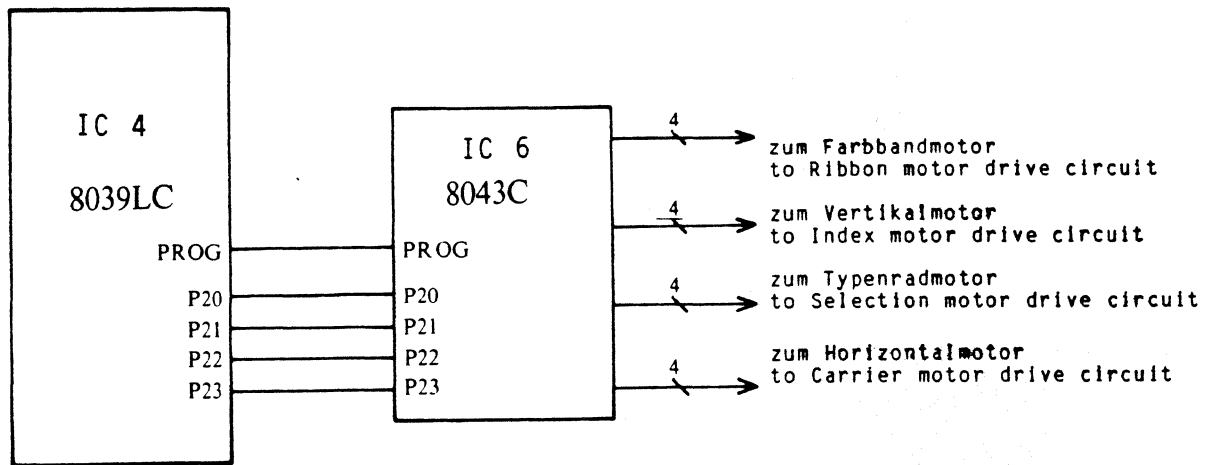 IC 4
8039LC
PROG
P20
P21
P22
P23
IC 6
8043C
PROG
P20
P21
P22
P23
4
zum Farbbandmotor
to Ribbon motor drive circuit
4
zum Vertikalmotor
to Index motor drive circuit
4
zum Typenradmotor
to Selection motor drive circuit
4
zum Horizontalmotor
to Carrier motor drive circuit